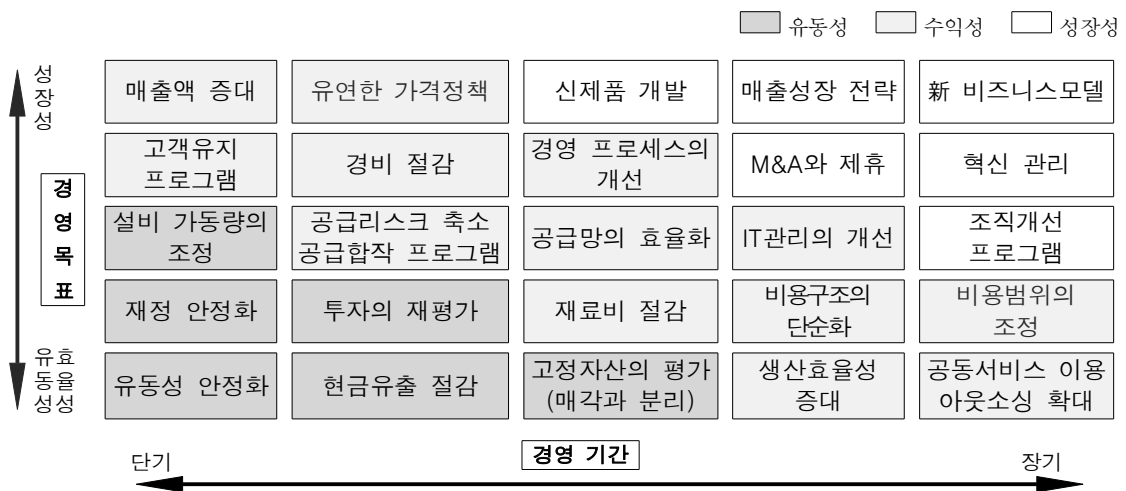 유동성 수익성 성장성
성장성
매출액 증대
유연한 가격정책
신제품 개발
매출성장 전략
新 비즈니스모델
고객유지
프로그램
경비 절감
경영 프로세스의
개선
M&A와 제휴
혁신 관리
경영목표
설비 가동량의
조정
공급리스크 축소
공급합작 프로그램
공급망의 효율화
IT관리의 개선
조직개선
프로그램
재정 안정화
투자의 재평가
재료비 절감
비용구조의
단순화
비용범위의
조정
유효
동율
성성
유동성 안정화
현금유출 절감
고정자산의 평가
(매각과 분리)
생산효율성
증대
공동서비스 이용
아웃소싱 확대
단기
경영 기간
장기